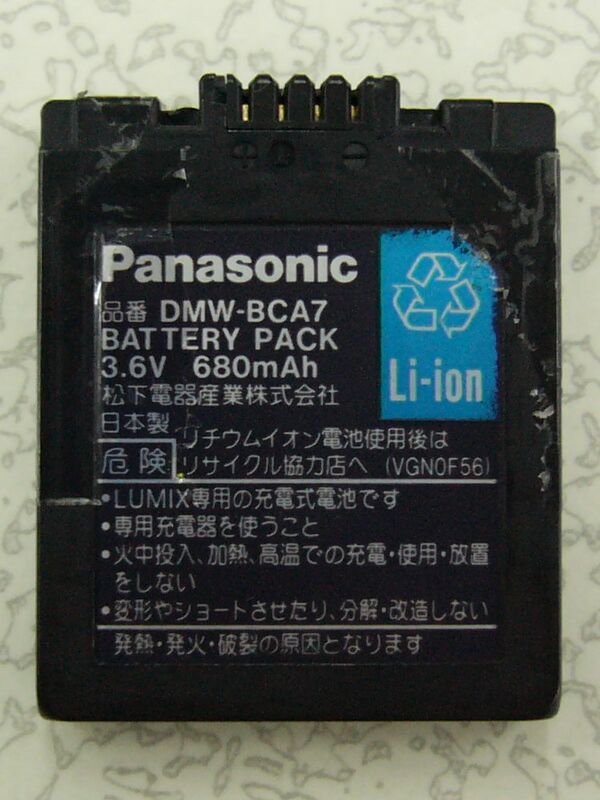 Panasonic
品番 DMW-BCA7
BATTERY PACK
3.6V 680mAh
松下電器産業株式会社
日本製
Li-ion
危険
リチウムイオン電池使用後は
リサイクル協力店へ (VGN0F56)
•LUMIX専用の充電式電池です
•専用充電器を使うこと
•火中投入、加熱、高温での充電・使用・放置
をしない
•変形やショートさせたり、分解・改造しない
発熱・発火・破裂の原因となります